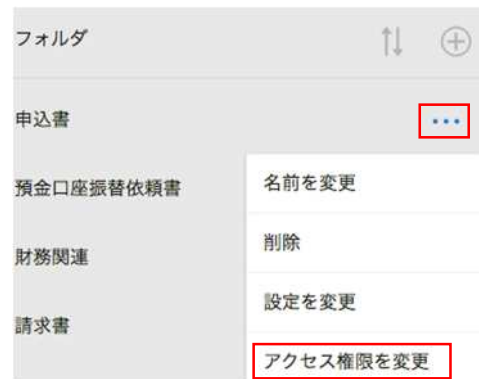 フォルダ
申込書
預金口座振替依頼書
名前を変更
財務関連
削除
請求書
設定を変更
アクセス権限を変更